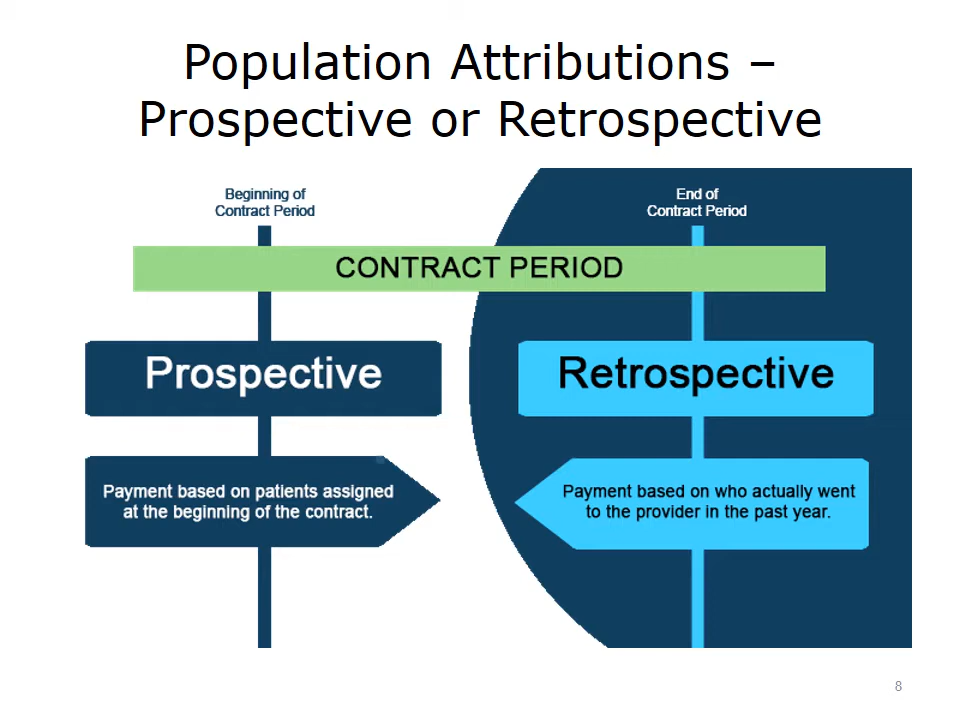 Population Attributions –
Prospective or Retrospective
Beginning of
Contract Period
End of
Contract Period
CONTRACT PERIOD
Prospective
Retrospective
Payment based on patients assigned
at the beginning of the contract.
Payment based on who actually went
to the provider in the past year.
8